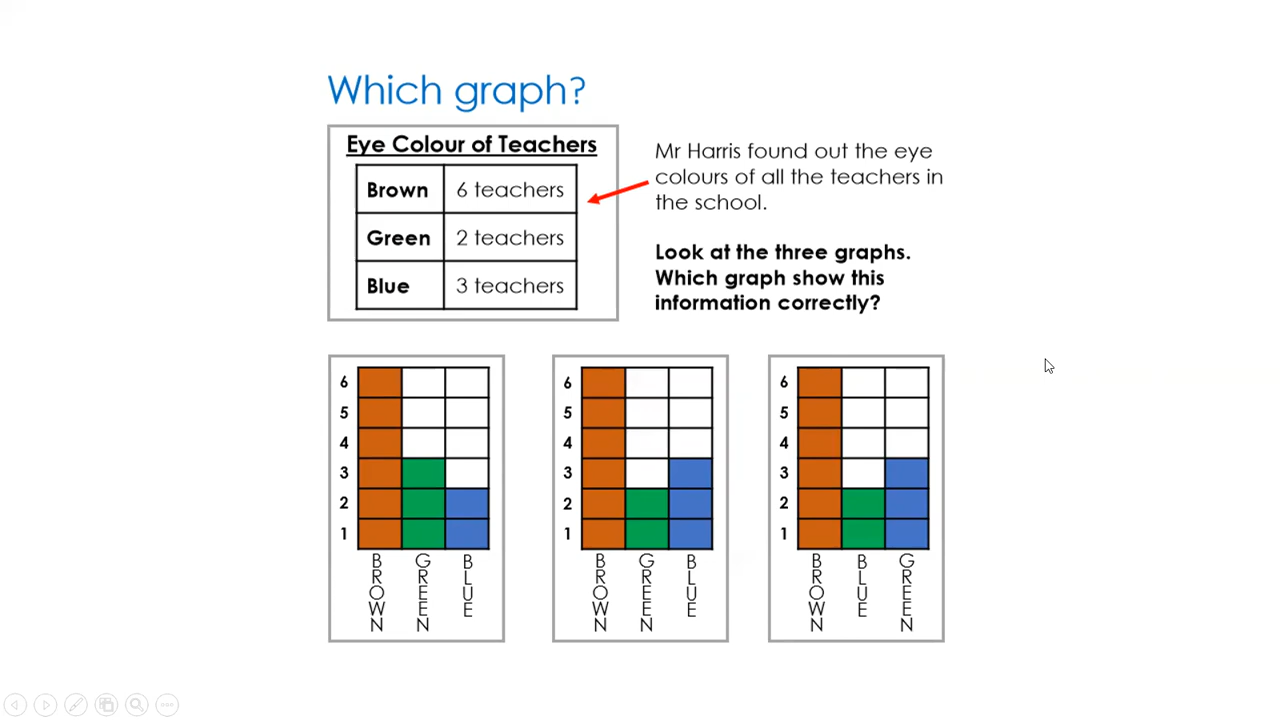 Which graph?
Eye Colour of Teachers
Brown 6 teachers
Green 2 teachers
Blue 3 teachers
Mr Harris found out the eye
colours of all the teachers in
the school.
Look at the three graphs.
Which graph show this
information correctly?
6
5
4
3
2
1
BROWN GREEN BLUE
6
5
4
3
2
1
BROWN GREEN BLUE
6
5
4
3
2
1
BROWN BLUE GREEN